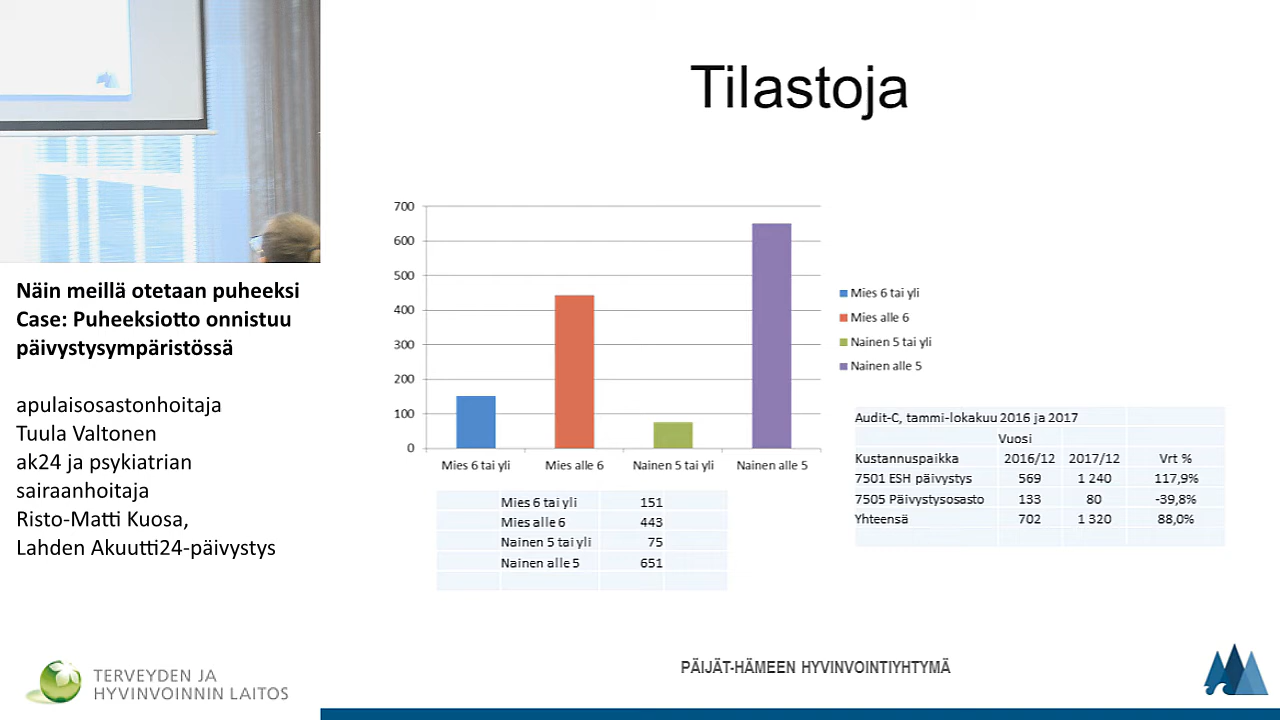 Tilastoja
Näin meillä otetaan puheeksi
Case: Puheeksiotto onnistuu
päivystysympäristössä
apulaisosastonhoitaja
Tuula Valtonen
ak24 ja psykiatrian
sairaanhoitaja
Risto-Matti Kuosa,
Lahden Akuutti24-päivystys
700
600
500
400
300
200
100
0
Mies 6 tai yli Mies alle 6 Nainen 5 tai yli Nainen alle 5
Mies 6 tai yli
Mies alle 6
Nainen 5 tai yli
Nainen alle 5
Mies 6 tai yli 151
Mies alle 6 443
Nainen 5 tai yli 75
Nainen alle 5 651
Audit-C, tammi-lokakuu 2016 ja 2017
Vuosi
Kustannuspaikka 2016/12 2017/12 Vrt %
7501 ESH päivystys 569 1 240 117,9%
7505 Päivystysosasto 133 80 -39,8%
Yhteensä 702 1 320 88,0%
TERVEYDEN JA
HYVINVOINNIN LAITOS
PÄIJÄT-HÄMEEN HYVINVOINTIYHTYMÄ